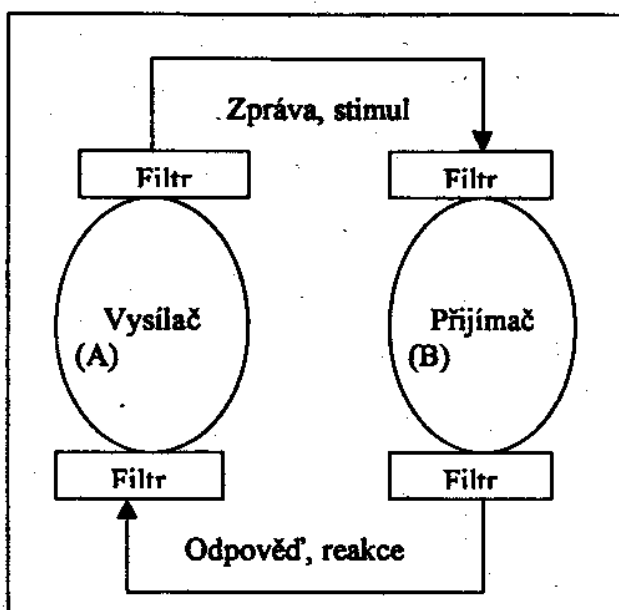 Zpráva, stimul
Filtr
Filtr
Vysílač
(A)
Přijímač
(B)
Filtr
Filtr
Odpověď, reakce